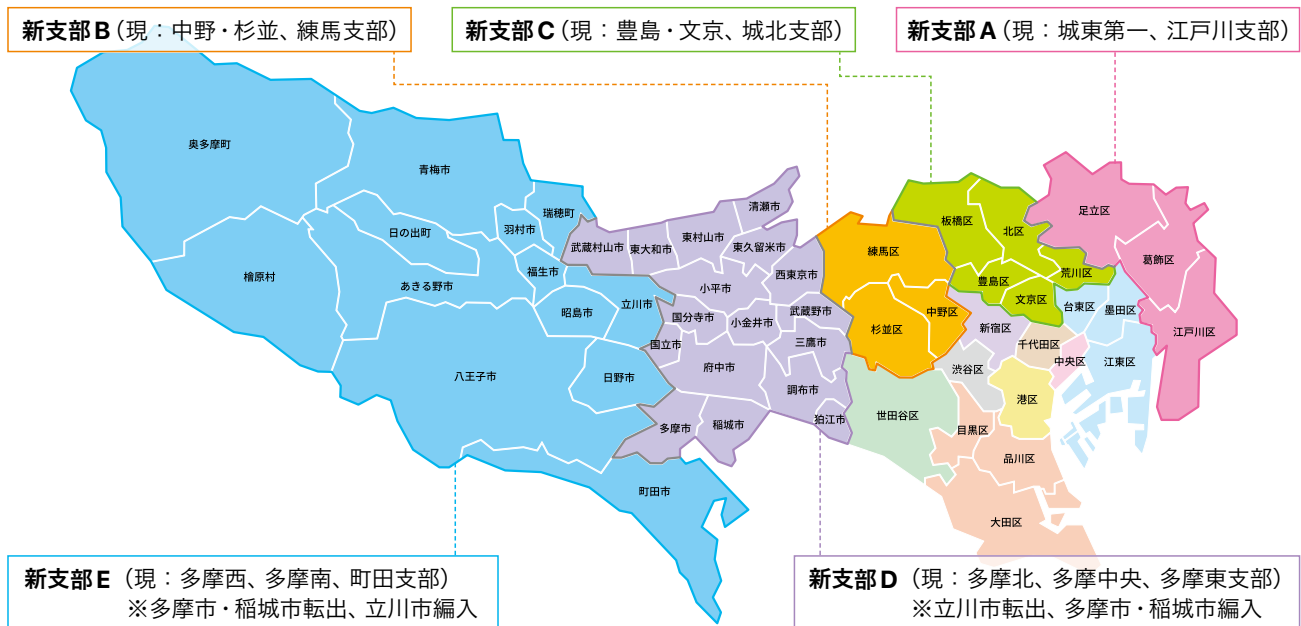 新支部B（現：中野・杉並、練馬支部）
新支部C（現：豊島・文京、城北支部）
新支部A（現：城東第一、江戸川支部）
奥多摩町
青梅市
瑞穂町
羽村市
日の出町
檜原村
あきる野市
福生市
昭島市
立川市
八王子市
日野市
町田市
武蔵村山市
東大和市
東村山市
清瀬市
東久留米市
西東京市
小平市
国分寺市
小金井市
武蔵野市
国立市
府中市
三鷹市
調布市
狛江市
多摩市
稲城市
練馬区
杉並区
中野区
板橋区
北区
豊島区
文京区
荒川区
足立区
葛飾区
江戸川区
台東区
墨田区
江東区
新宿区
千代田区
中央区
渋谷区
港区
世田谷区
目黒区
品川区
大田区
新支部E（現：多摩西、多摩南、町田支部）
※多摩市・稲城市転出、立川市編入
新支部D（現：多摩北、多摩中央、多摩東支部）
※立川市転出、多摩市・稲城市編入